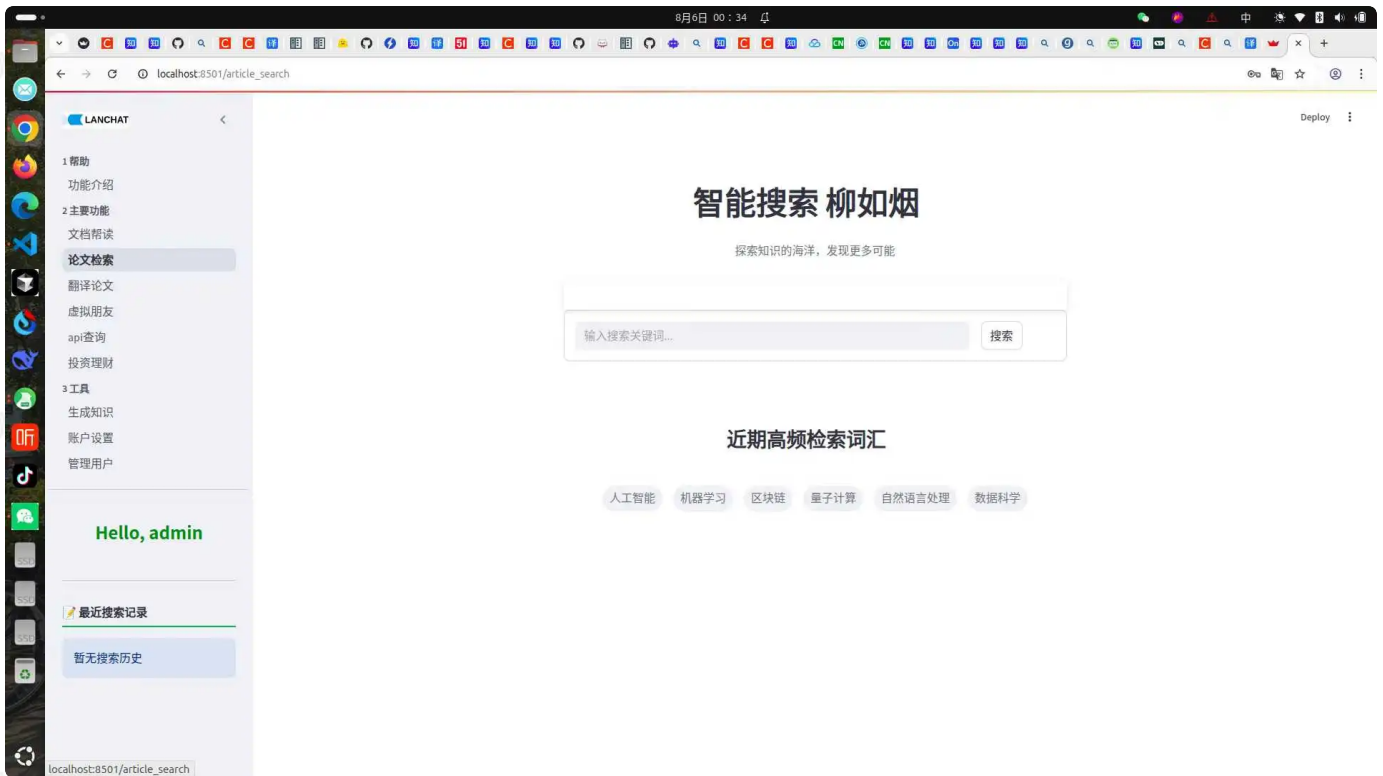 8月6日 00：34
中
localhost:8501/article_search
LANCHAT
Deploy
1 帮助
功能介绍
2 主要功能
文档帮读
论文检索
翻译论文
虚拟朋友
api查询
投资理财
3 工具
生成知识
账户设置
管理用户
Hello, admin
📝 最近搜索记录
暂无搜索历史
智能搜索 柳如烟
探索知识的海洋，发现更多可能
输入搜索关键词...
搜索
近期高频检索词汇
人工智能 机器学习 区块链 量子计算 自然语言处理 数据科学
听
SSD
SSD
SSD
localhost:8501/article_search